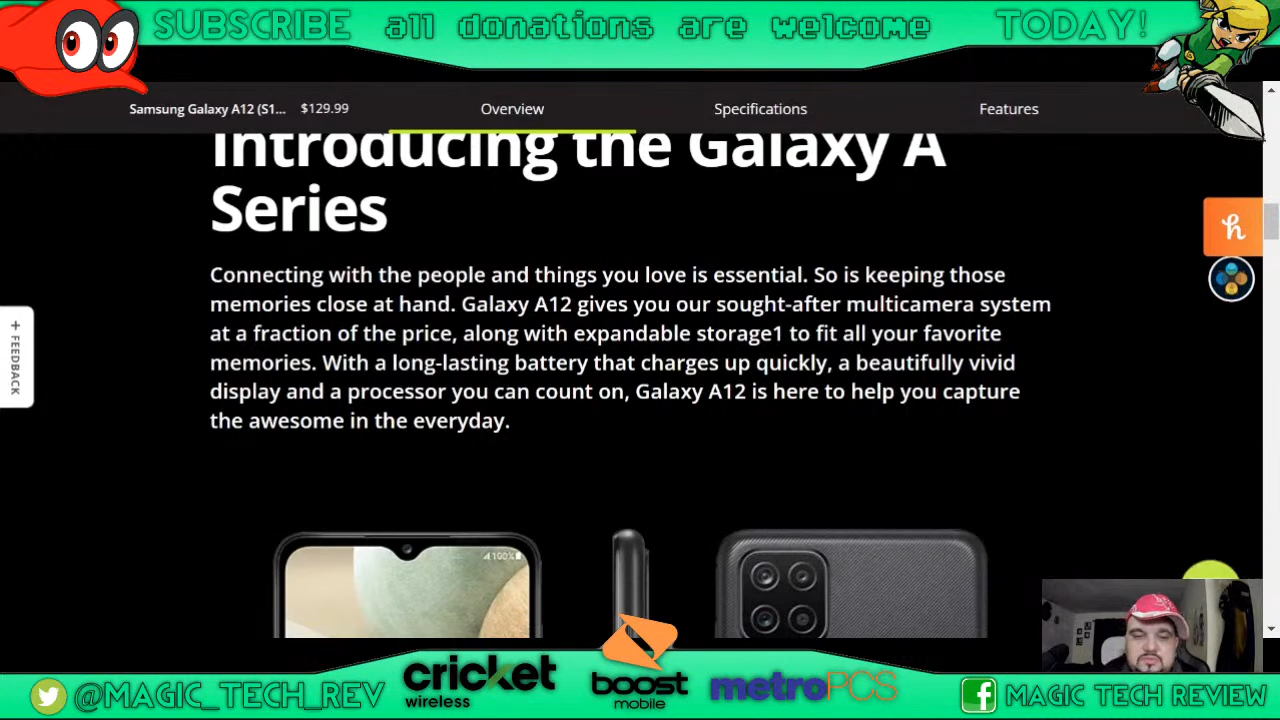 SUBSCRIBE all donations are welcome TODAY!
Samsung Galaxy A12 (S1... $129.99 Overview Specifications Features
Introducing the Galaxy A
Series
Connecting with the people and things you love is essential. So is keeping those
memories close at hand. Galaxy A12 gives you our sought-after multicamera system
at a fraction of the price, along with expandable storage1 to fit all your favorite
memories. With a long-lasting battery that charges up quickly, a beautifully vivid
display and a processor you can count on, Galaxy A12 is here to help you capture
the awesome in the everyday.
+ FEEDBACK
h
100%
@MAGIC_TECH_REV
cricket
wireless
boost
mobile
metroPCS
f MAGIC TECH REVIEW